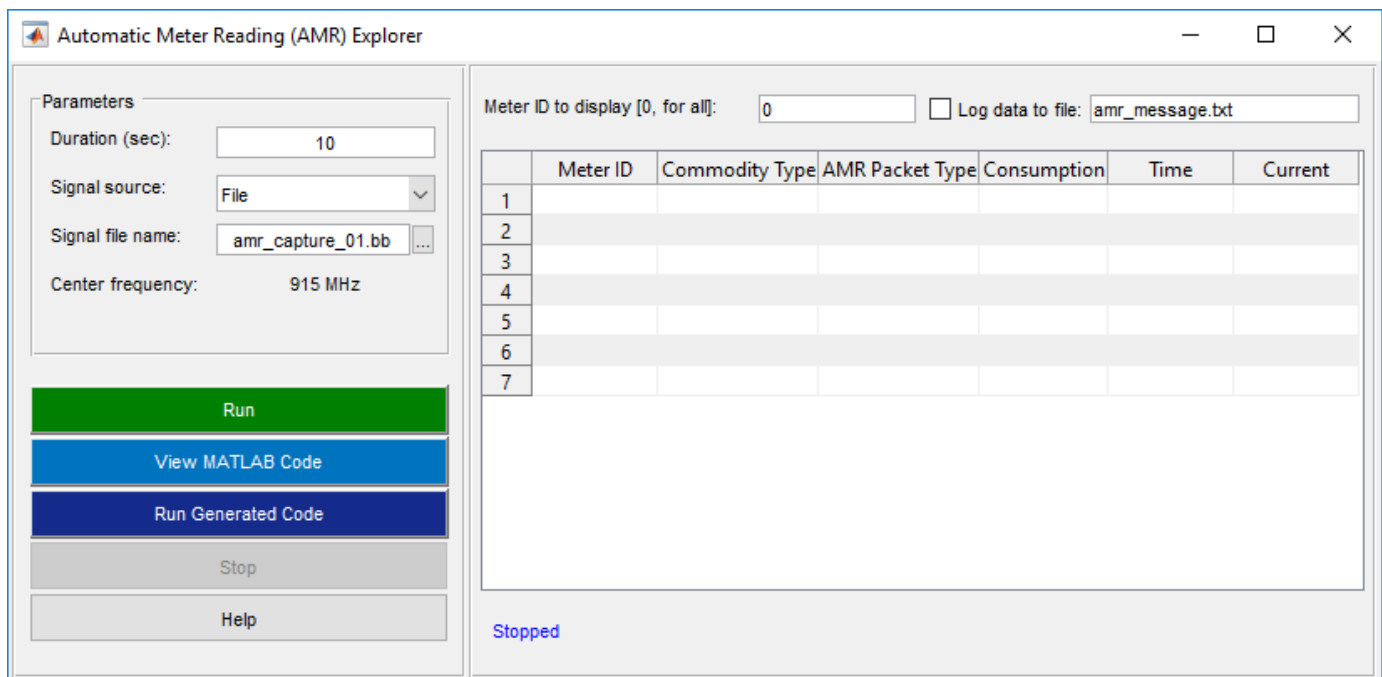 Automatic Meter Reading (AMR) Explorer
Parameters
Duration (sec): 10
Signal source: File
Signal file name: amr_capture_01.bb ...
Center frequency: 915 MHz
Run
View MATLAB Code
Run Generated Code
Stop
Help
Meter ID to display [0, for all]: 0 Log data to file: amr_message.txt
Meter ID Commodity Type AMR Packet Type Consumption Time Current
1
2
3
4
5
6
7
Stopped